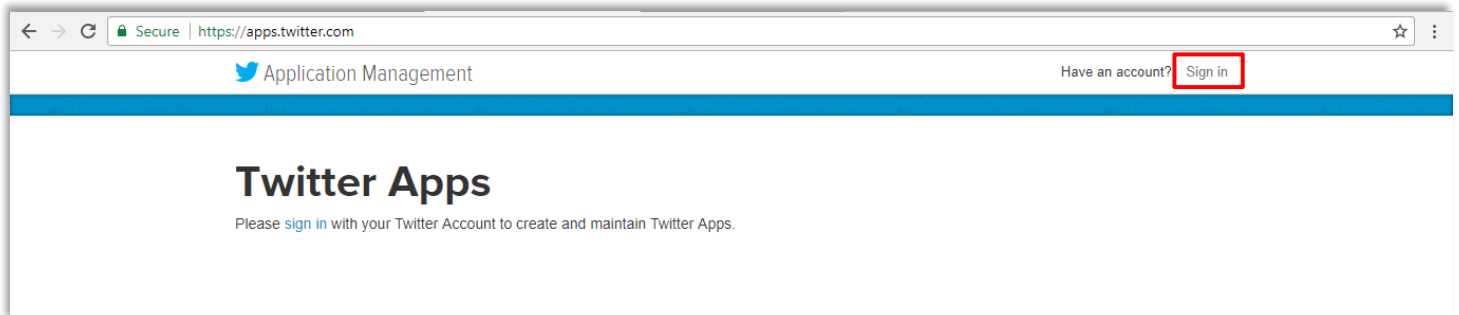 Secure | https://apps.twitter.com
Application Management
Have an account? Sign in
Twitter Apps
Please sign in with your Twitter Account to create and maintain Twitter Apps.